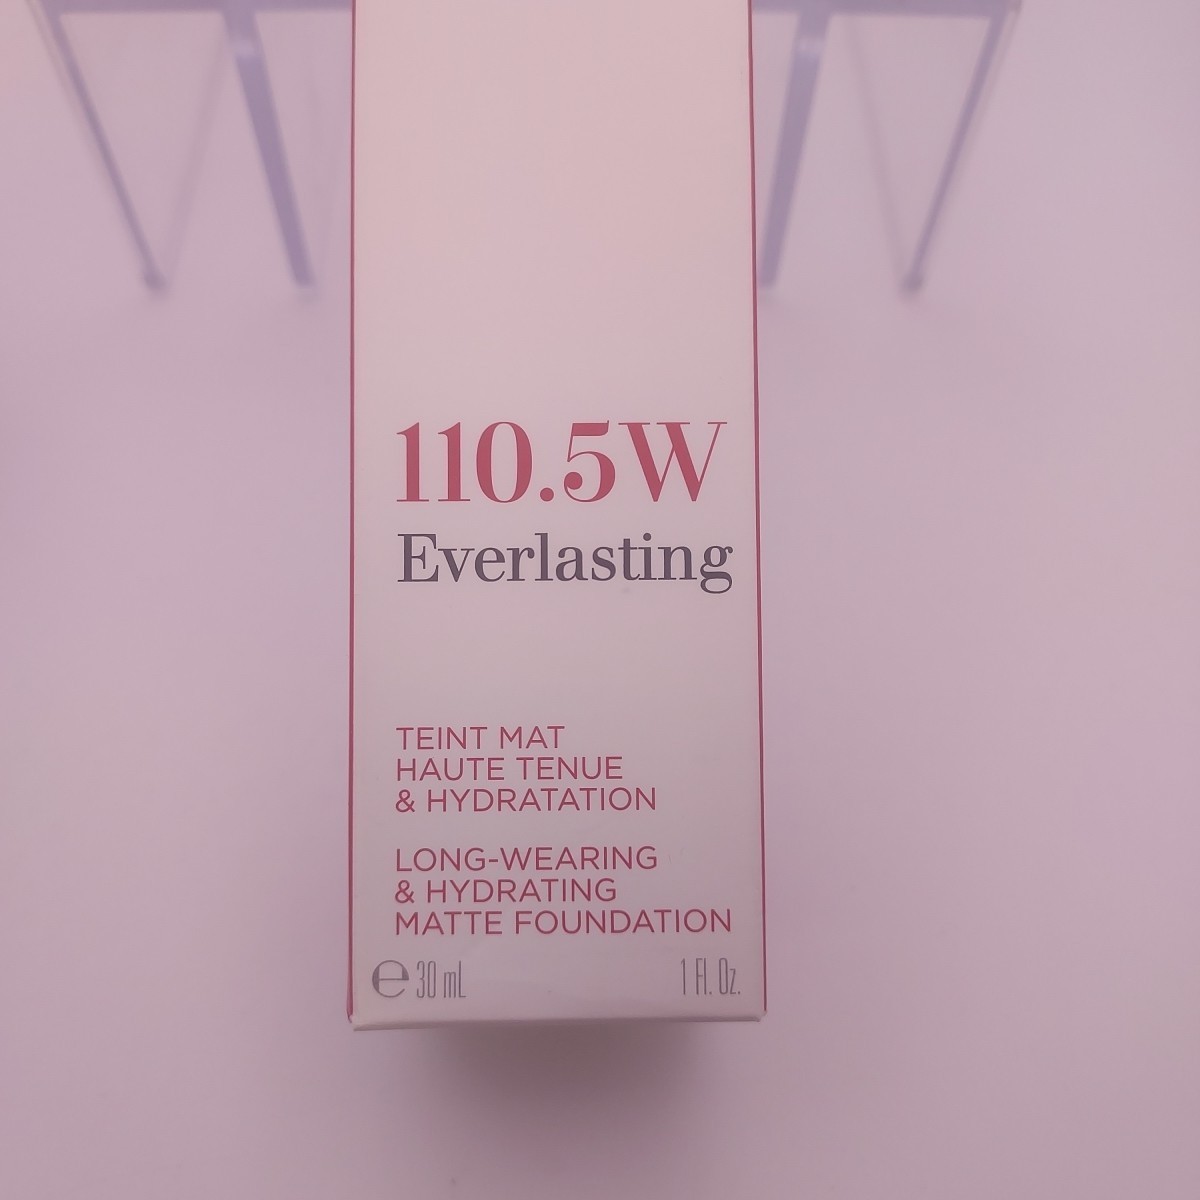 110.5W
Everlasting
TEINT MAT
HAUTE TENUE
& HYDRATATION
LONG-WEARING
& HYDRATING
MATTE FOUNDATION
℮ 30 mL 1 Fl. Oz.